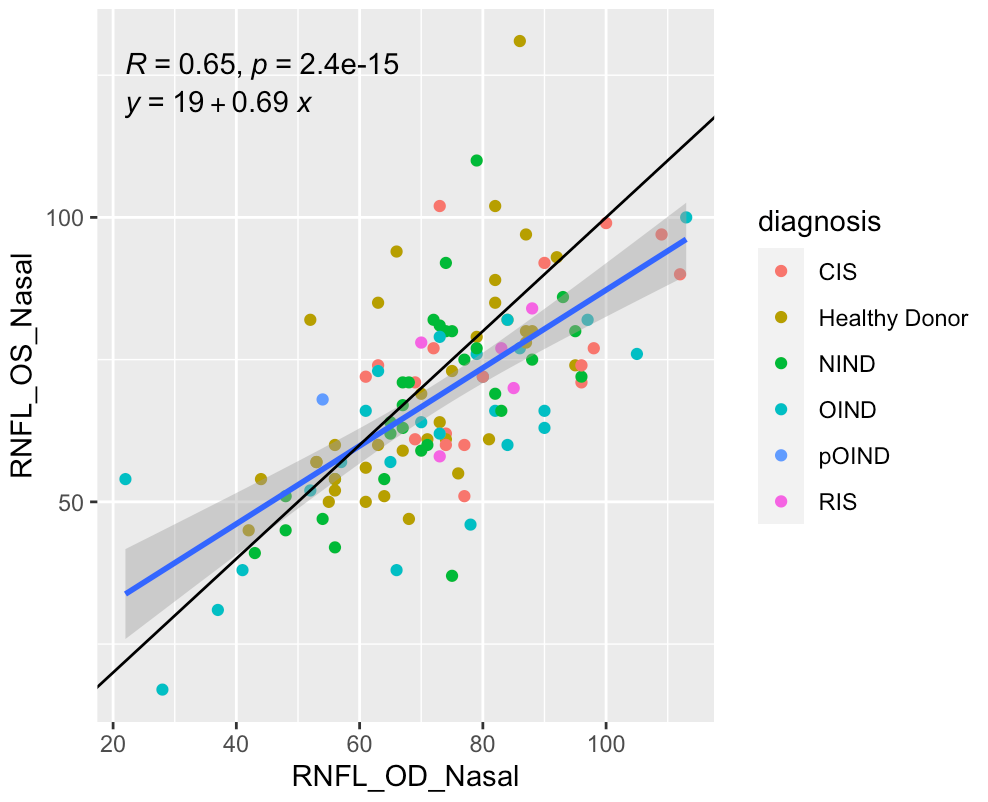 R = 0.65, p = 2.4e-15
y = 19 + 0.69 x
RNFL_OS_Nasal
100
50
20 40 60 80 100
RNFL_OD_Nasal
diagnosis
CIS
Healthy Donor
NIND
OIND
pOIND
RIS